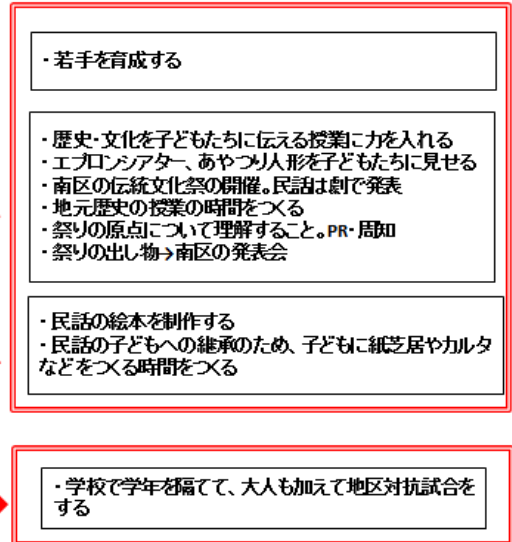 ・若手を育成する
・歴史・文化を子どもたちに伝える授業に力を入れる
・エプロンシアター、あやつり人形を子どもたちに見せる
・南区の伝統文化祭の開催。民話は劇で発表
・地元歴史の授業の時間をつくる
・祭りの原点について理解すること。PR・周知
・祭りの出し物→南区の発表会
・民話の絵本を制作する
・民話の子どもへの継承のため、子どもに紙芝居やカルタ
などをつくる時間をつくる
・学校で学年を隔てて、大人も加えて地区対抗試合を
する